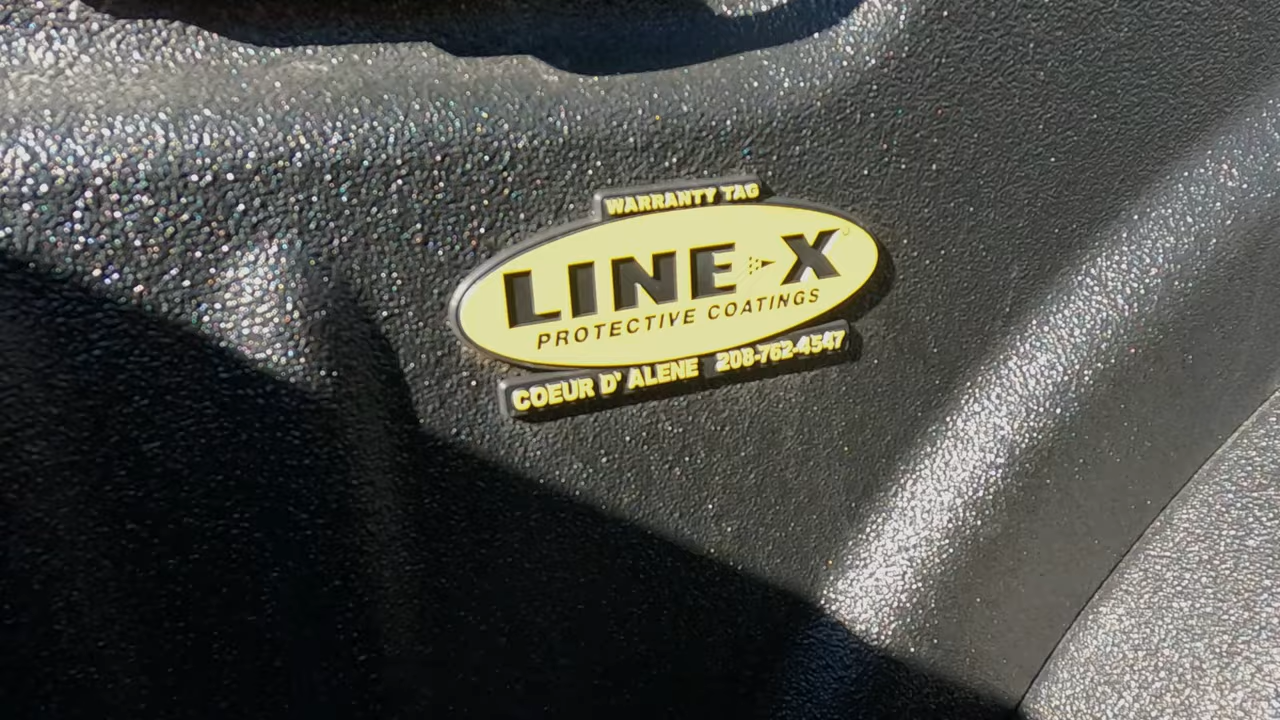 WARRANTY TAG
LINE-X
PROTECTIVE COATINGS
COEUR D' ALENE 208-762-4547